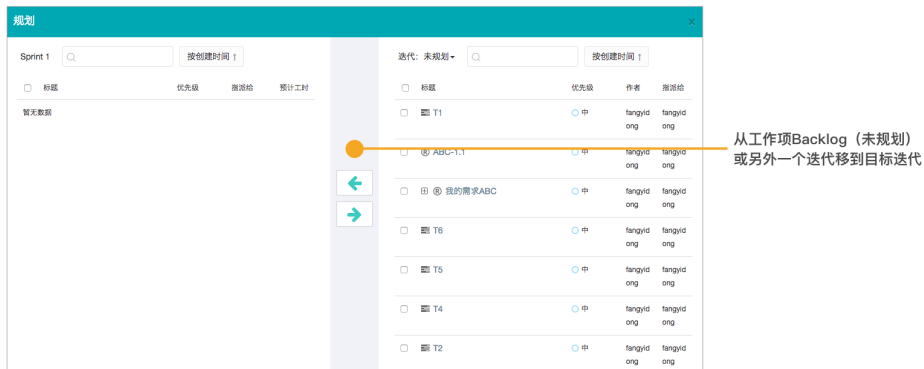 规划
×
Sprint 1
按创建时间↑
标题 优先级 指派给 预计工时
暂无数据
迭代：未规划
按创建时间↑
标题 优先级 作者 指派给
T1 中 fangyid fangyid
ong ong
® ABC-1.1 中 fangyid fangyid
ong ong
® 我的需求ABC 中 fangyid fangyid
ong ong
T6 中 fangyid fangyid
ong ong
T5 中 fangyid fangyid
ong ong
T4 中 fangyid fangyid
ong ong
T2 中 fangyid fangyid
ong ong
从工作项Backlog（未规划）
或另外一个迭代移到目标迭代